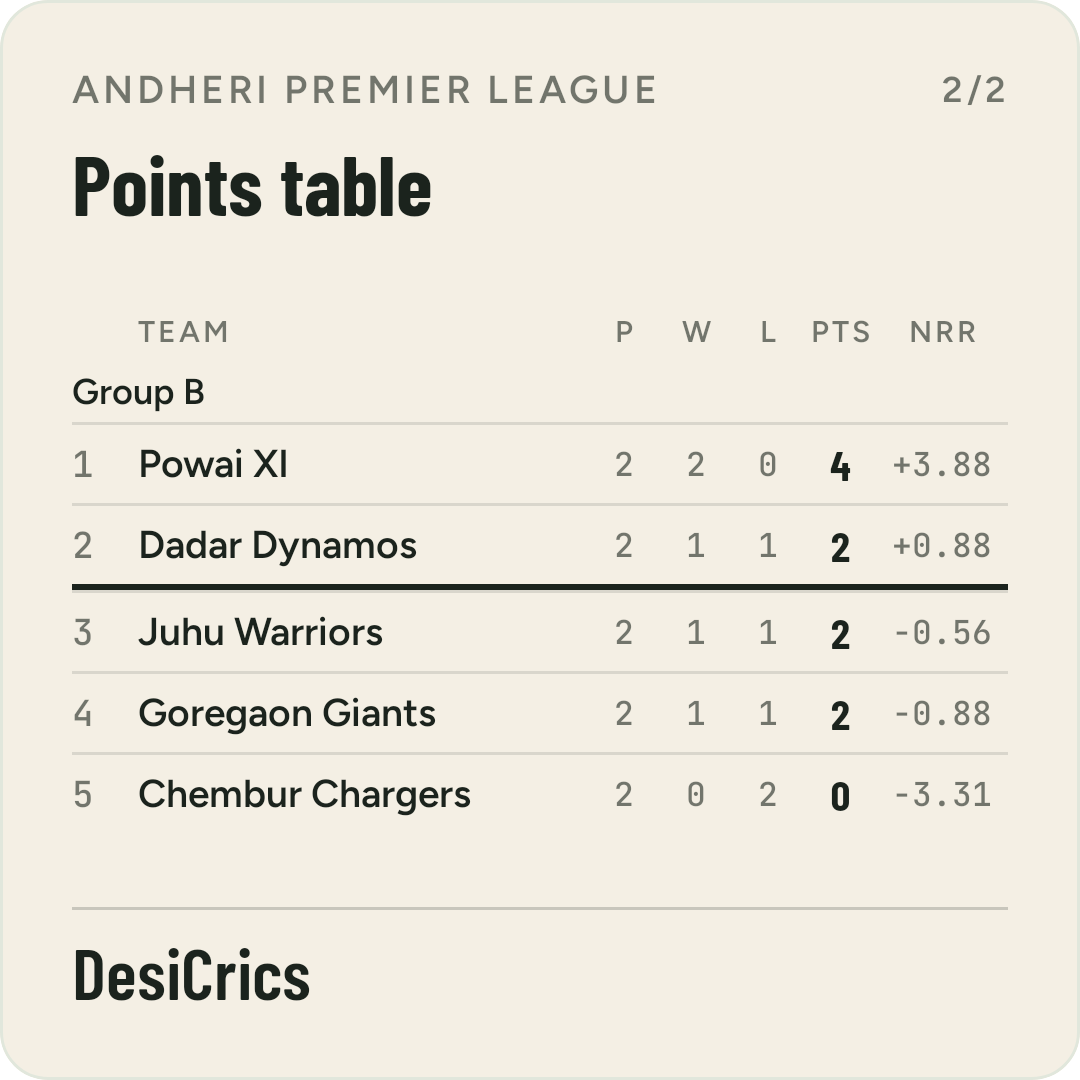 ANDHERI PREMIER LEAGUE 2/2
Points table
TEAM P W L PTS NRR
Group B
1 Powai XI 2 2 0 4 +3.88
2 Dadar Dynamos 2 1 1 2 +0.88
3 Juhu Warriors 2 1 1 2 -0.56
4 Goregaon Giants 2 1 1 2 -0.88
5 Chembur Chargers 2 0 2 0 -3.31
DesiCrics